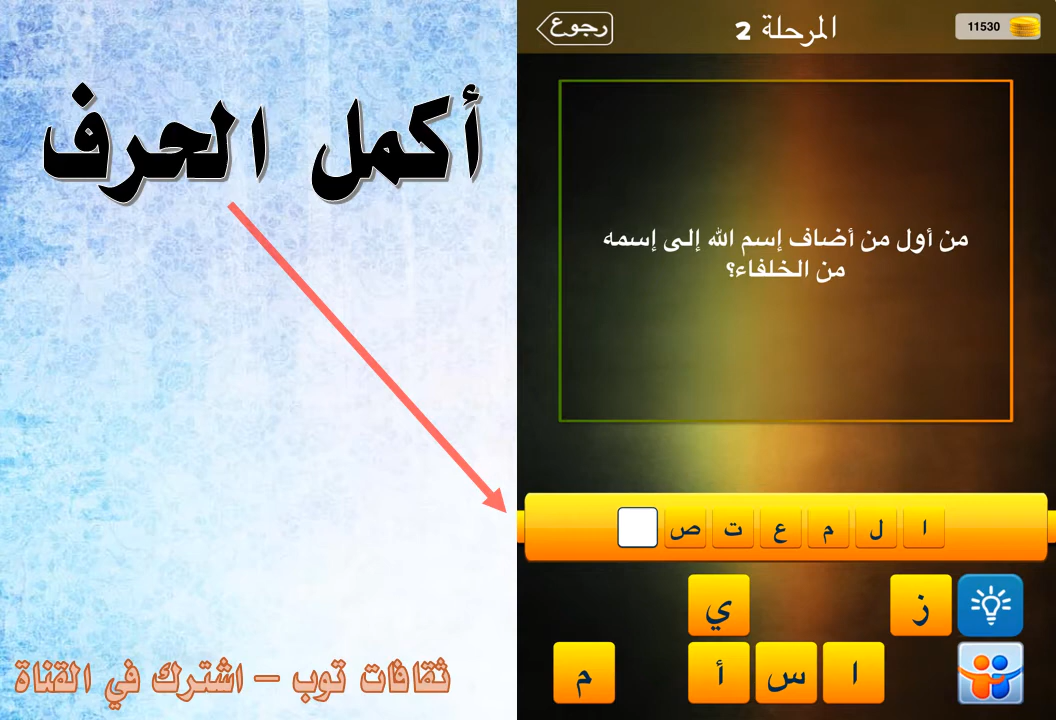 أكمل الحرف
ثقافات توب – اشترك في القناة
رجوع
المرحلة 2
11530
من أول من أضاف إسم الله إلى إسمه
من الخلفاء؟
ا ل م ع ت ص
ز ي
ا س أ م